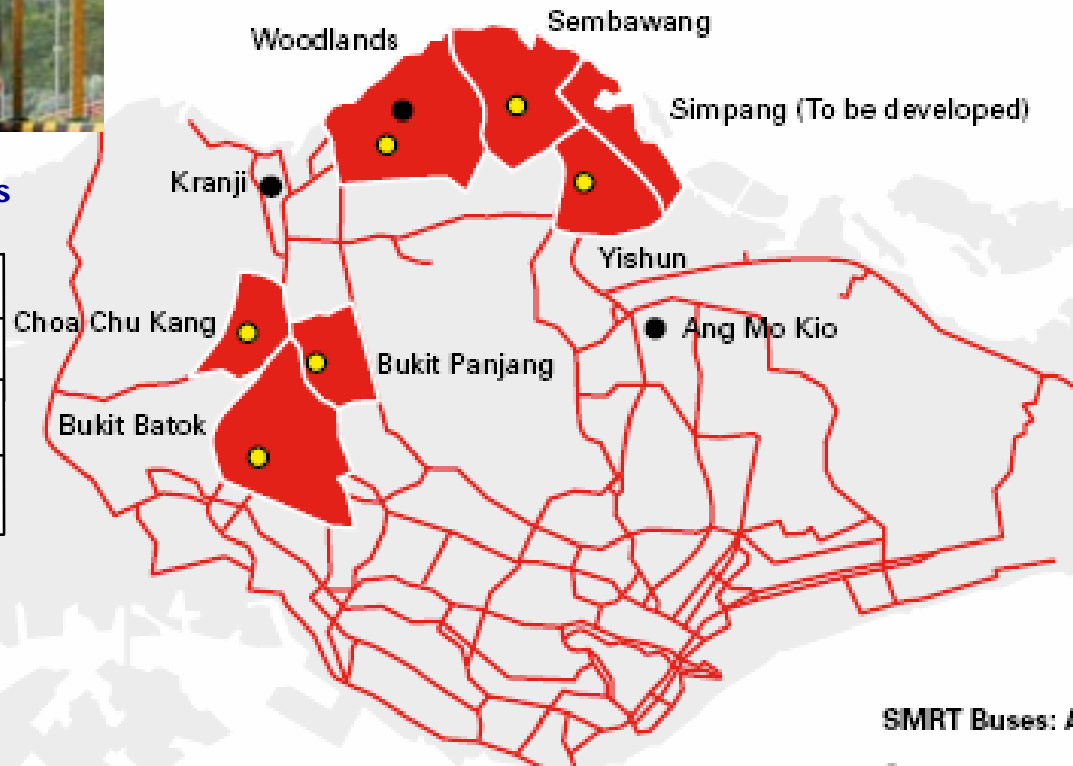 Sembawang
Woodlands
Simpang (To be developed)
Kranji
s
Yishun
Choa Chu Kang
Ang Mo Kio
Bukit Panjang
Bukit Batok
SMRT Buses: A